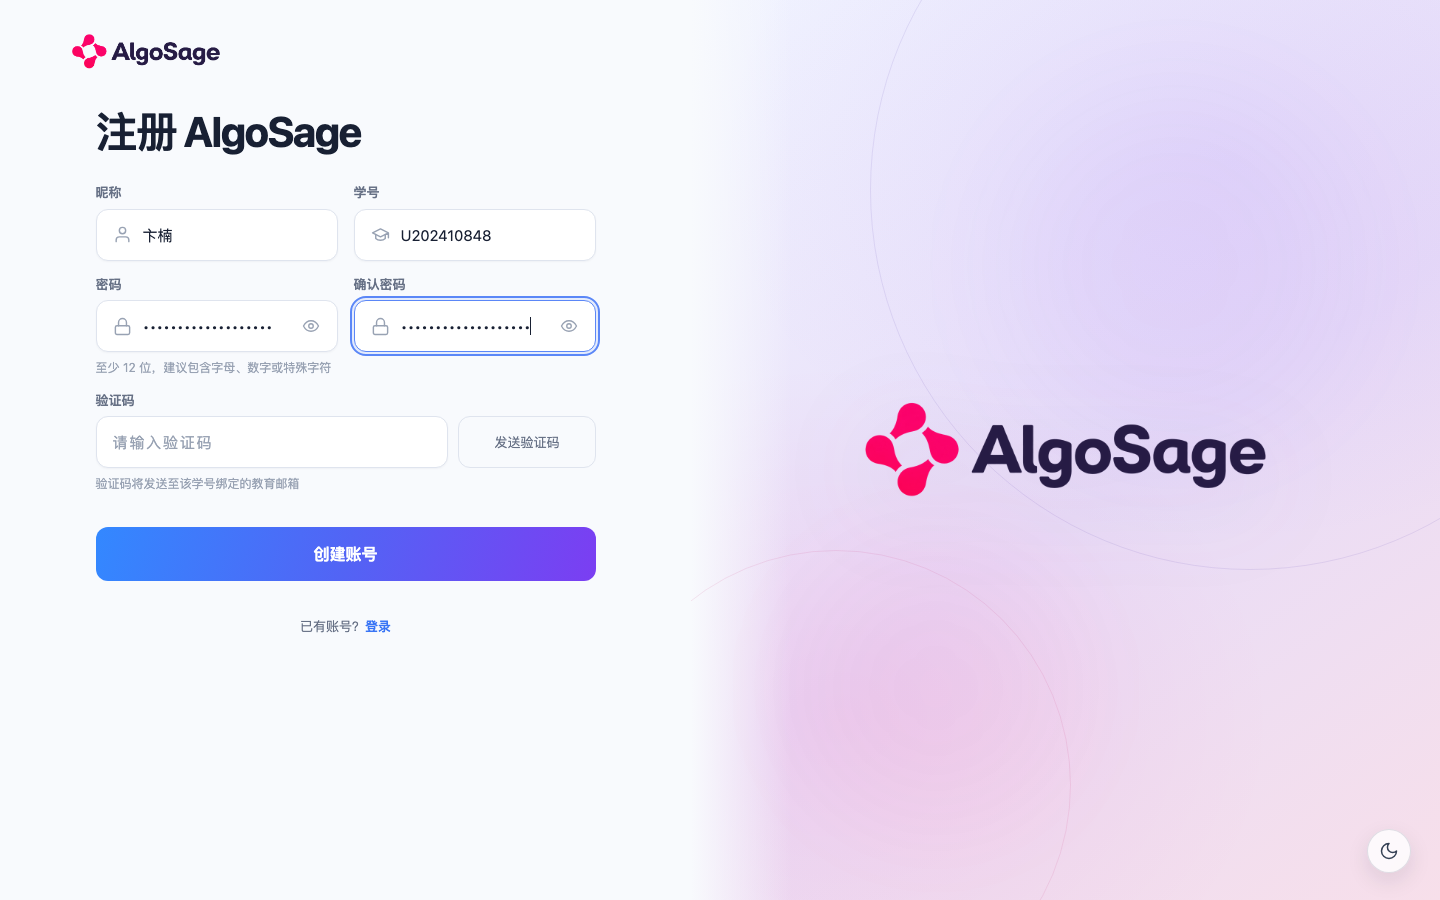 AlgoSage
注册 AlgoSage
昵称
学号
卞楠
U202410848
密码
确认密码
•••••••••••••••••••
•••••••••••••••••••
至少 12 位，建议包含字母、数字或特殊字符
验证码
请输入验证码
发送验证码
验证码将发送至该学号绑定的教育邮箱
创建账号
已有账号? 登录
AlgoSage